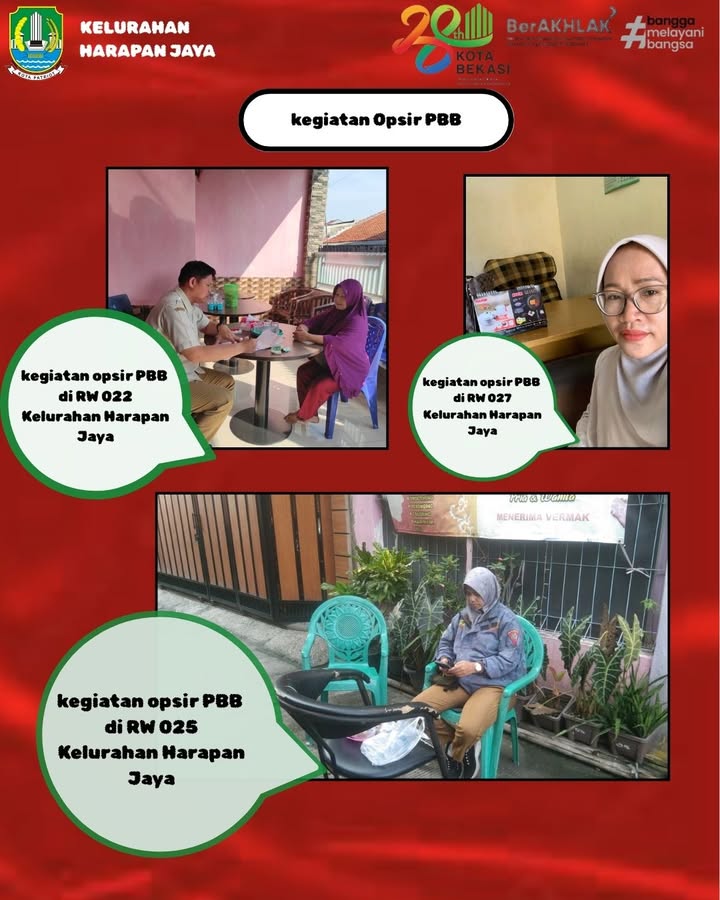 KELURAHAN
HARAPAN JAYA
KOTA PATRIOT
28th
KOTA
BEKASI
BerAKHLAK
#bangga
melayani
bangsa
kegiatan Opsir PBB
kegiatan opsir PBB
di RW 022
Kelurahan Harapan
Jaya
kegiatan opsir PBB
di RW 027
Kelurahan Harapan
Jaya
MENERIMA VERMAK
kegiatan opsir PBB
di RW 025
Kelurahan Harapan
Jaya